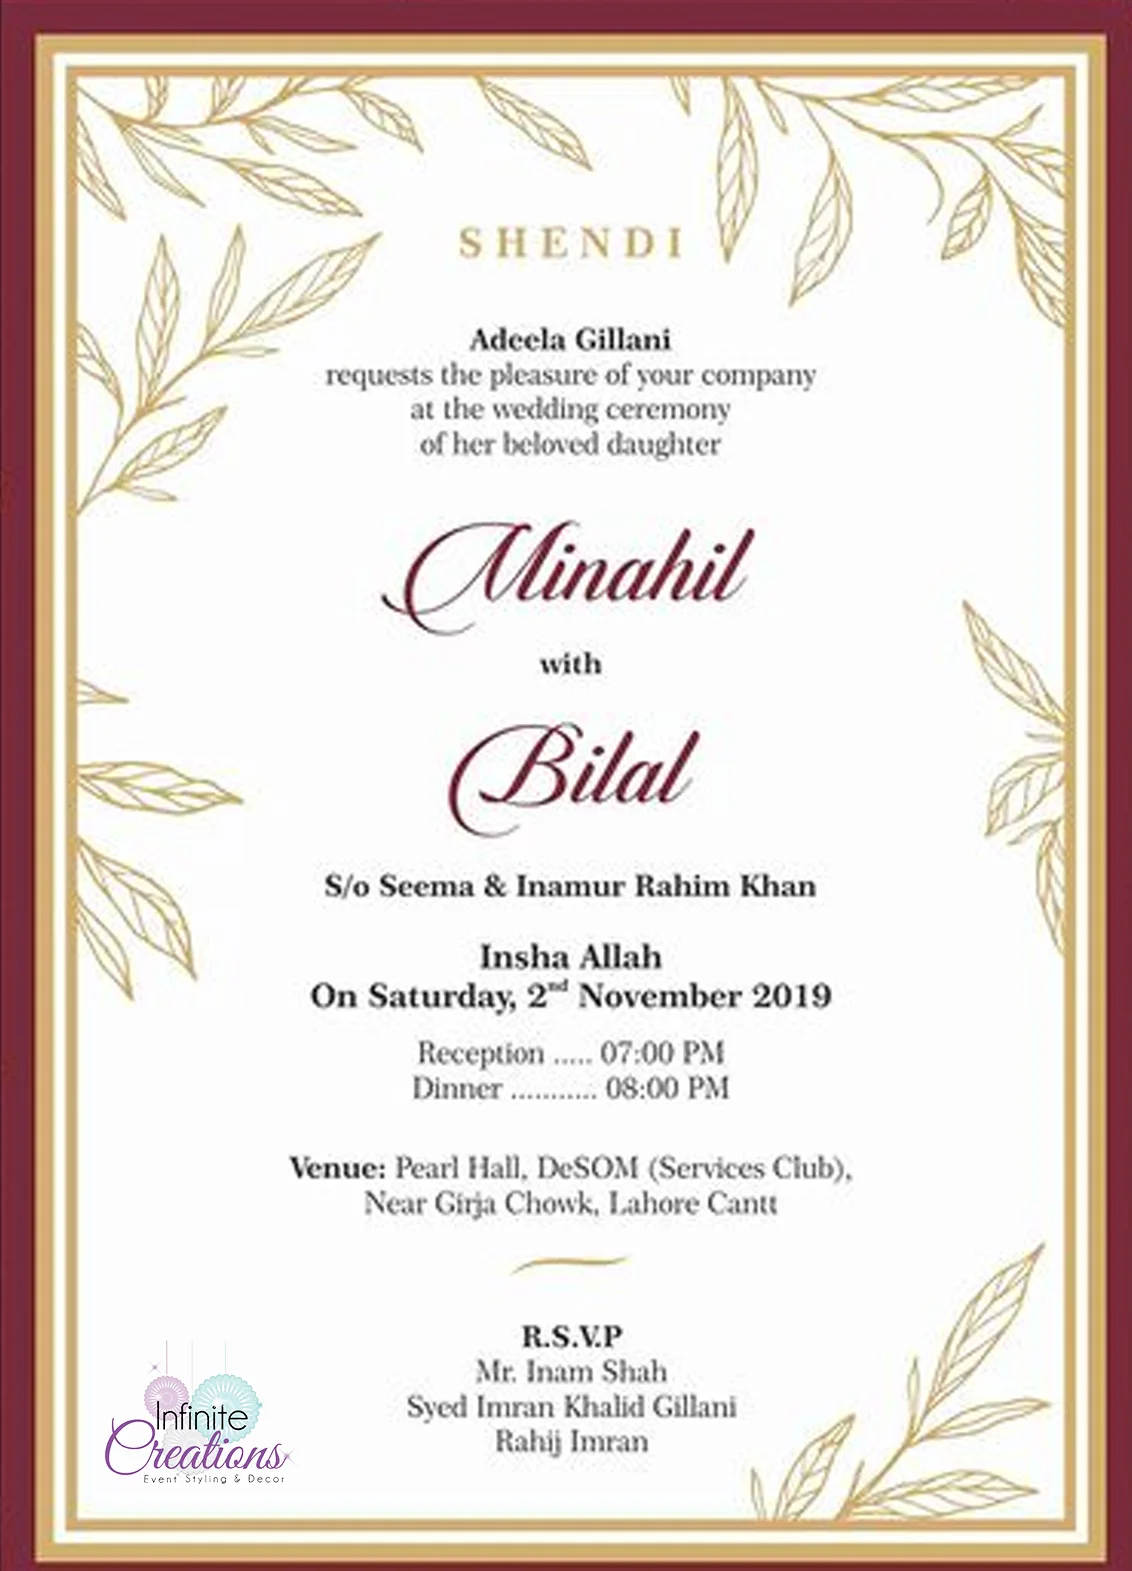 SHENDI
Adeela Gillani
requests the pleasure of your company
at the wedding ceremony
of her beloved daughter
Minahil
with
Bilal
S/o Seema & Inamur Rahim Khan
Insha Allah
On Saturday, 2nd November 2019
Reception ..... 07:00 PM
Dinner ........... 08:00 PM
Venue: Pearl Hall, DeSOM (Services Club),
Near Girja Chowk, Lahore Cantt
R.S.V.P
Mr. Inam Shah
Syed Imran Khalid Gillani
Rahij Imran
Infinite
Creations
Event Styling & Decor